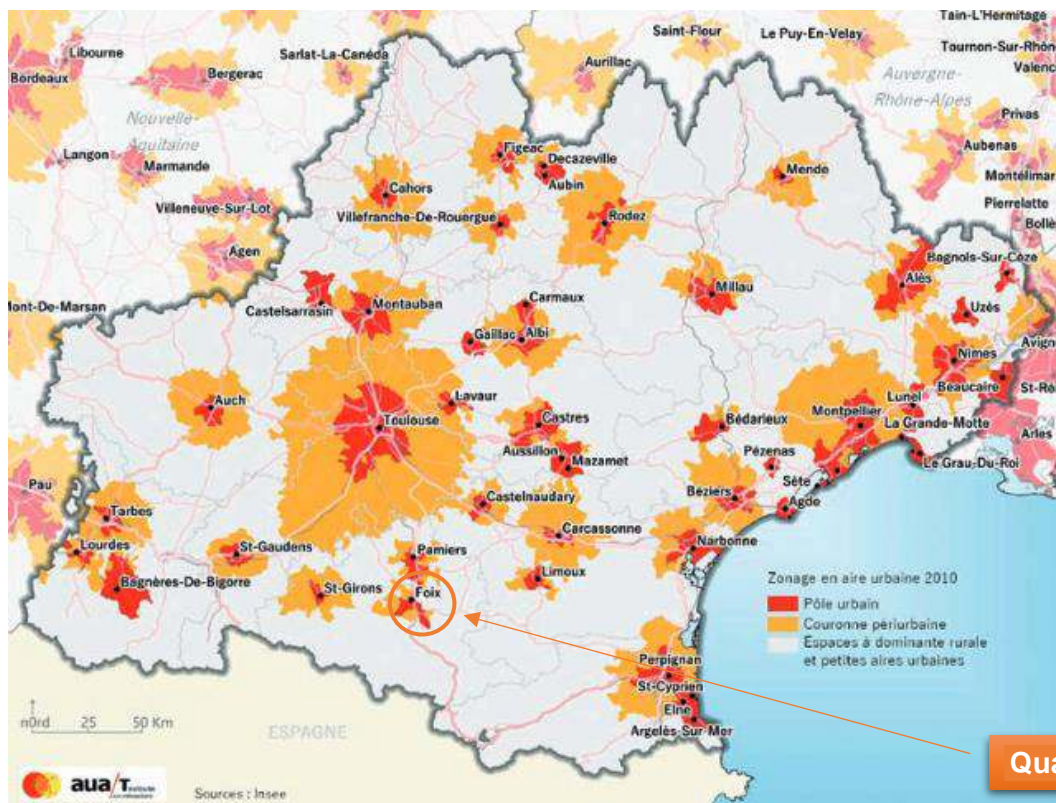 Tain-L'Hermitage
Saint-Flour
Le Puy-En-Velay
Tournon-Sur-Rhôn
Libourne
Sarlat-La-Canéda
Valenc
Bordeaux
Bergerac
Aurillac
Auvergne-
Rhône-Alpes
Nouvelle-
Aquitaine
Privas
Langon
Marmande
Figeac
Decazeville
Aubin
Mende
Aubenas
Montélimar
Cahors
Villeneuve-Sur-Lot
Villefranche-De-Rouergue
Rodez
Pierrelatte
Bollè
Agen
Bagnols-Sur-Cèze
Alès
Mont-De-Marsan
Castelsarrasin
Montauban
Carmaux
Millau
Uzès
Gaillac
Albi
Avign
Nîmes
Auch
Lavaur
Beaucaire
St-Ré
Toulouse
Castres
Bédarieux
Montpellier
Lunel
La Grande-Motte
Arles
Aussillon
Mazamet
Pézenas
Le Grau-Du-Roi
Pau
Sète
Tarbes
Castelnaudary
Béziers
Agde
Lourdes
St-Gaudens
Carcassonne
Pamiers
Narbonne
Bagnères-De-Bigorre
St-Girons
Foix
Limoux
Zonage en aire urbaine 2010
Pôle urbain
Couronne périurbaine
Espaces à dominante rurale
et petites aires urbaines
Perpignan
St-Cyprien
Elne
Argelès-Sur-Mer
nOrd 25 50 Km
ESPAGNE
Qua
aua/T
Sources : Insee